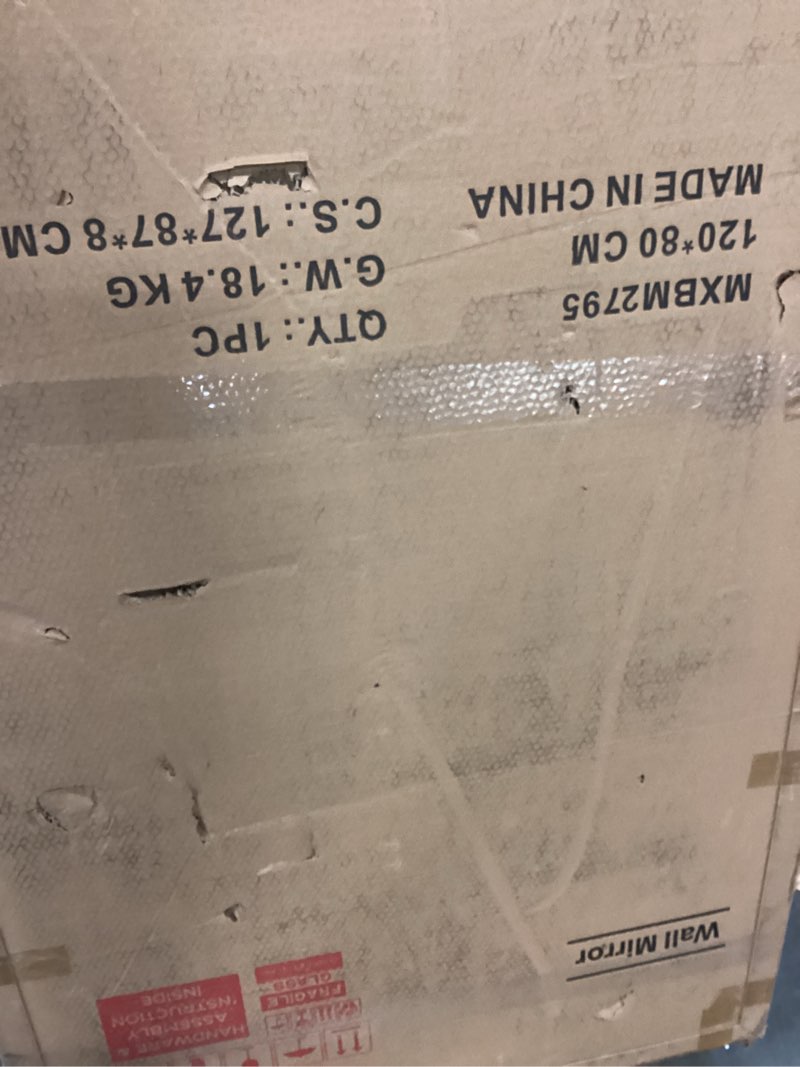 HARDWARE &
ASSEMBLY
INSTRUCTION
INSIDE
FRAGILE
GLASS
Wall Mirror
MXBM2795
120*80 CM
MADE IN CHINA
QTY.: 1PC
G.W.: 18.4 KG
C.S.: 127*87*8 CM